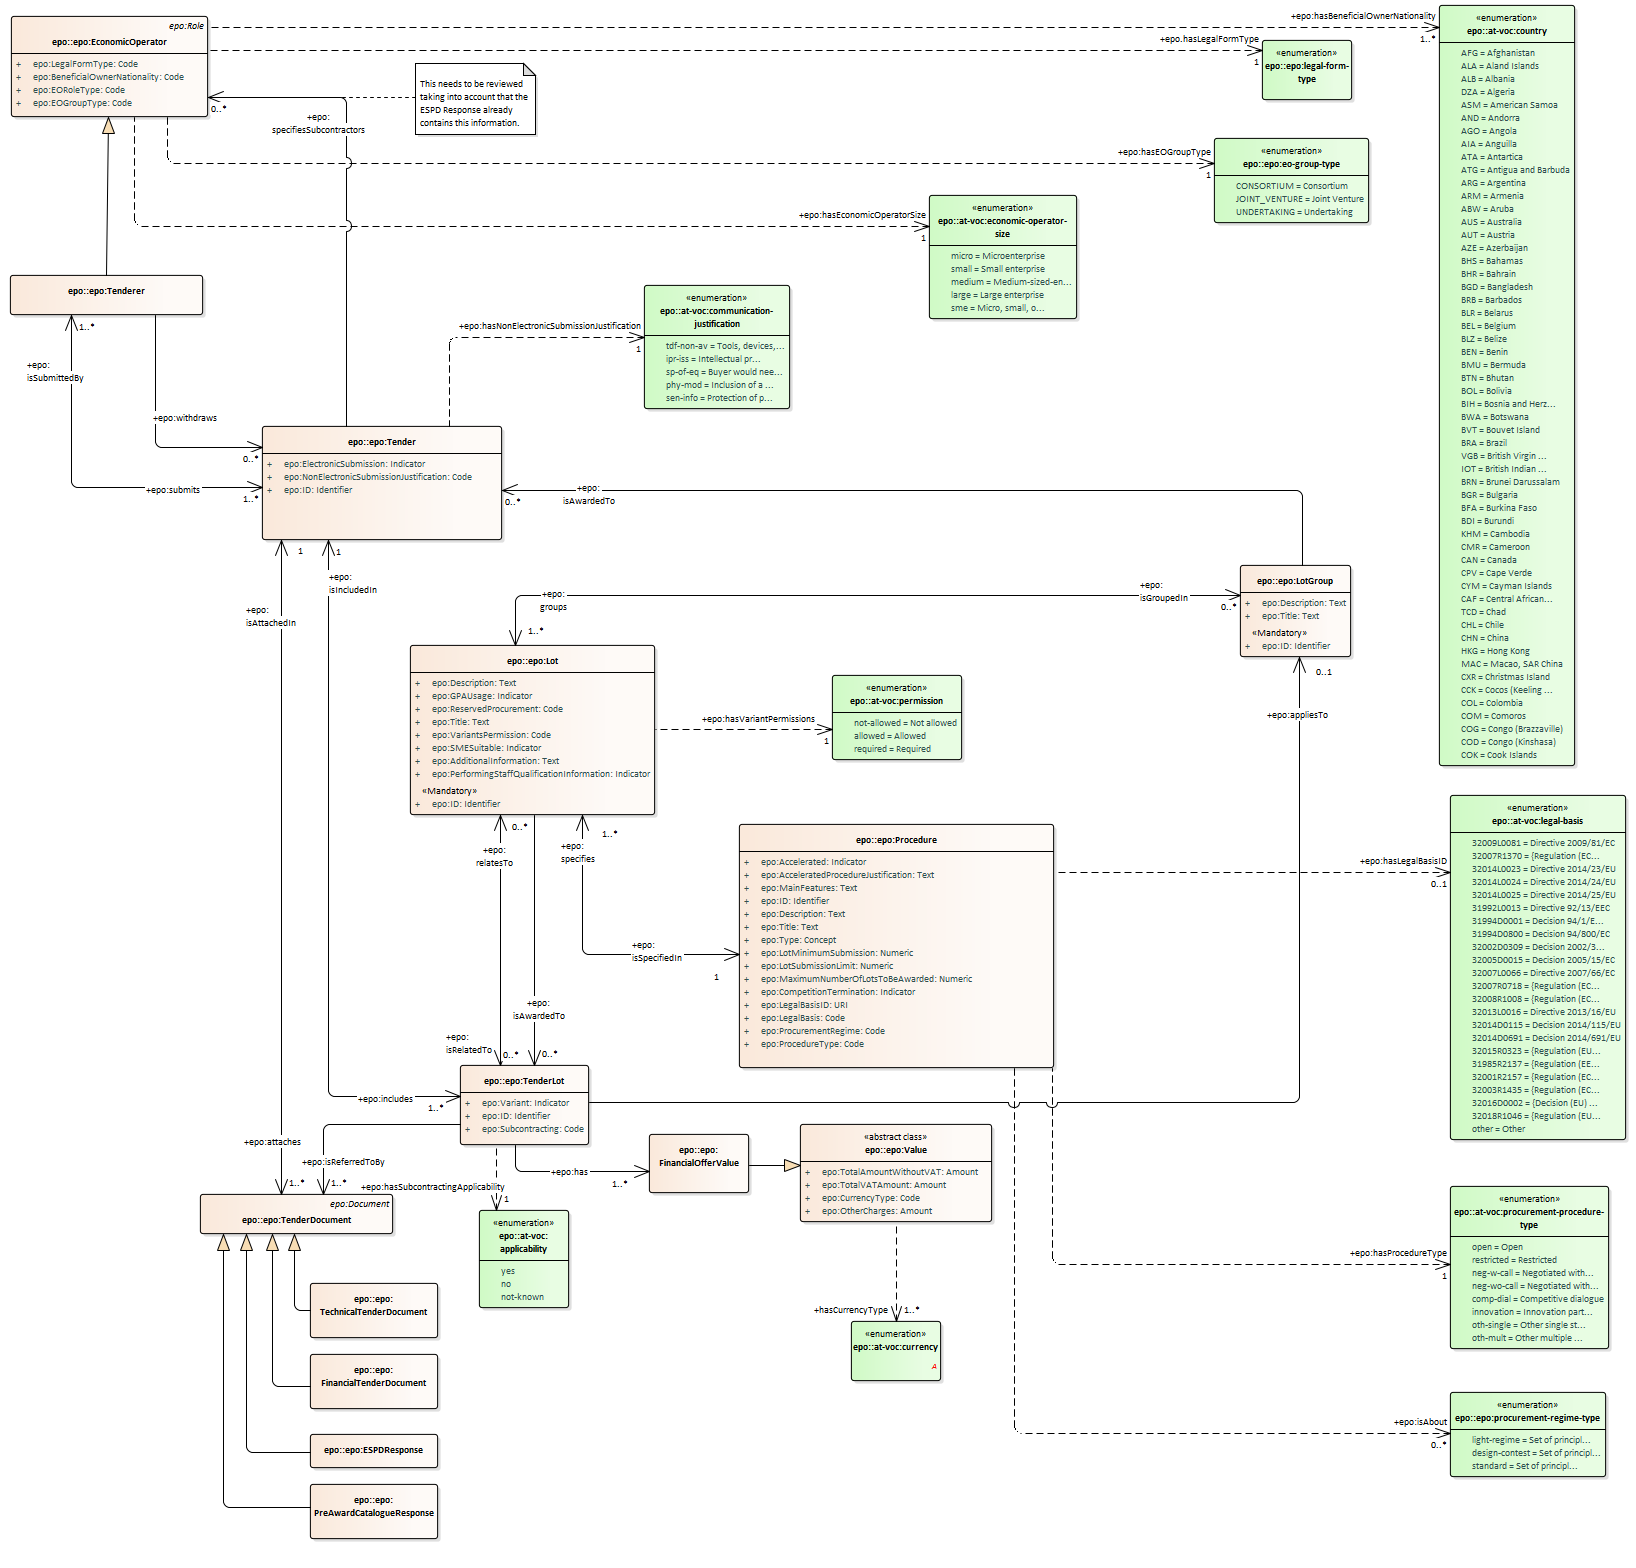 epo:Role
epo::epo:EconomicOperator
+ epo:LegalFormType: Code
+ epo:BeneficialOwnerNationality: Code
+ epo:EORoleType: Code
+ epo:EOGroupType: Code
This needs to be reviewed
taking into account that the
ESPD Response already
contains this information.
0..*
+epo:
specifiesSubcontractors
+epo:hasBeneficialOwnerNationality
1..*
+epo.hasLegalFormType
1
«enumeration»
epo::epo:legal-form-
type
«enumeration»
epo::at-voc:country
AFG = Afghanistan
ALA = Aland Islands
ALB = Albania
DZA = Algeria
ASM = American Samoa
AND = Andorra
AGO = Angola
AIA = Anguilla
ATA = Antartica
ATG = Antigua and Barbuda
ARG = Argentina
ARM = Armenia
ABW = Aruba
AUS = Australia
AUT = Austria
AZE = Azerbaijan
BHS = Bahamas
BHR = Bahrain
BGD = Bangladesh
BRB = Barbados
BLR = Belarus
BEL = Belgium
BLZ = Belize
BEN = Benin
BMU = Bermuda
BTN = Bhutan
BOL = Bolivia
BIH = Bosnia and Herz...
BWA = Botswana
BVT = Bouvet Island
BRA = Brazil
VGB = British Virgin ...
IOT = British Indian ...
BRN = Brunei Darussalam
BGR = Bulgaria
BFA = Burkina Faso
BDI = Burundi
KHM = Cambodia
CMR = Cameroon
CAN = Canada
CPV = Cape Verde
CYM = Cayman Islands
CAF = Central African...
TCD = Chad
CHL = Chile
CHN = China
HKG = Hong Kong
MAC = Macao, SAR China
CXR = Christmas Island
CCK = Cocos (Keeling ...
COL = Colombia
COM = Comoros
COG = Congo (Brazzaville)
COD = Congo (Kinshasa)
COK = Cook Islands
+epo:hasEOGroupType
1
«enumeration»
epo::epo:eo-group-type
CONSORTIUM = Consortium
JOINT_VENTURE = Joint Venture
UNDERTAKING = Undertaking
+epo:hasEconomicOperatorSize
1
«enumeration»
epo::at-voc:economic-operator-
size
micro = Microenterprise
small = Small enterprise
medium = Medium-sized-en...
large = Large enterprise
sme = Micro, small, o...
epo::epo:Tenderer
1..*
+epo:
isSubmittedBy
+epo:withdraws
0..*
+epo:submits
1..*
+epo:hasNonElectronicSubmissionJustification
1
«enumeration»
epo::at-voc:communication-
justification
tdf-non-av = Tools, devices,...
ipr-iss = Intellectual pr...
sp-of-eq = Buyer would nee...
phy-mod = Inclusion of a ...
sen-info = Protection of p...
epo::epo:Tender
+ epo:ElectronicSubmission: Indicator
+ epo:NonElectronicSubmissionJustification: Code
+ epo:ID: Identifier
+epo:
isAwardedTo
0..*
1
1
+epo:
isIncludedIn
+epo:
isAttachedIn
epo::epo:LotGroup
+ epo:Description: Text
+ epo:Title: Text
«Mandatory»
+ epo:ID: Identifier
+epo:
isGroupedIn
0..*
+epo:
groups
1..*
0..1
+epo:appliesTo
epo::epo:Lot
+ epo:Description: Text
+ epo:GPAUsage: Indicator
+ epo:ReservedProcurement: Code
+ epo:Title: Text
+ epo:VariantsPermission: Code
+ epo:SMESuitable: Indicator
+ epo:AdditionalInformation: Text
+ epo:PerformingStaffQualificationInformation: Indicator
«Mandatory»
+ epo:ID: Identifier
+epo:hasVariantPermissions
1
«enumeration»
epo::at-voc:permission
not-allowed = Not allowed
allowed = Allowed
required = Required
0..*
+epo:
relatesTo
1..*
+epo:
specifies
+epo:
isSpecifiedIn
1
epo::epo:Procedure
+ epo:Accelerated: Indicator
+ epo:AcceleratedProcedureJustification: Text
+ epo:MainFeatures: Text
+ epo:ID: Identifier
+ epo:Description: Text
+ epo:Title: Text
+ epo:Type: Concept
+ epo:LotMinimumSubmission: Numeric
+ epo:LotSubmissionLimit: Numeric
+ epo:MaximumNumberOfLotsToBeAwarded: Numeric
+ epo:CompetitionTermination: Indicator
+ epo:LegalBasisID: URI
+ epo:LegalBasis: Code
+ epo:ProcurementRegime: Code
+ epo:ProcedureType: Code
+epo:hasLegalBasisID
0..1
«enumeration»
epo::at-voc:legal-basis
32009L0081 = Directive 2009/81/EC
32007R1370 = {Regulation (EC...
32014L0023 = Directive 2014/23/EU
32014L0024 = Directive 2014/24/EU
32014L0025 = Directive 2014/25/EU
31992L0013 = Directive 92/13/EEC
31994D0001 = Decision 94/1/E...
31994D0800 = Decision 94/800/EC
32002D0309 = Decision 2002/3...
32005D0015 = Decision 2005/15/EC
32007L0066 = Directive 2007/66/EC
32007R0718 = {Regulation (EC...
32008R1008 = {Regulation (EC...
32013L0016 = Directive 2013/16/EU
32014D0115 = Decision 2014/115/EU
32014D0691 = Decision 2014/691/EU
32015R0323 = {Regulation (EU...
31985R2137 = {Regulation (EE...
32001R2157 = {Regulation (EC...
32003R1435 = {Regulation (EC...
32016D0002 = {Decision (EU) ...
32018R1046 = {Regulation (EU...
other = Other
+epo:
isAwardedTo
0..*
+epo:
isRelatedTo
0..*
epo::epo:TenderLot
+ epo:Variant: Indicator
+ epo:ID: Identifier
+ epo:Subcontracting: Code
+epo:includes
1..*
+epo:attaches
1..*
+epo:isReferredToBy
1..*
+epo:has
1..*
epo::epo:
FinancialOfferValue
«abstract class»
epo::epo:Value
+ epo:TotalAmountWithoutVAT: Amount
+ epo:TotalVATAmount: Amount
+ epo:CurrencyType: Code
+ epo:OtherCharges: Amount
+epo:hasSubcontractingApplicability
1
«enumeration»
epo::at-voc:
applicability
yes
no
not-known
+hasCurrencyType
1..*
«enumeration»
epo::at-voc:currency
A
epo:Document
epo::epo:TenderDocument
epo::epo:
TechnicalTenderDocument
epo::epo:
FinancialTenderDocument
epo::epo:ESPDResponse
epo::epo:
PreAwardCatalogueResponse
+epo:hasProcedureType
1
«enumeration»
epo::at-voc:procurement-procedure-
type
open = Open
restricted = Restricted
neg-w-call = Negotiated with...
neg-wo-call = Negotiated with...
comp-dial = Competitive dialogue
innovation = Innovation part...
oth-single = Other single st...
oth-mult = Other multiple ...
+epo:isAbout
0..*
«enumeration»
epo::epo:procurement-regime-type
light-regime = Set of principl...
design-contest = Set of principl...
standard = Set of principl...